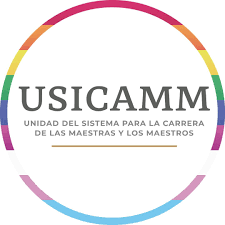 USICAMM
UNIDAD DEL SISTEMA PARA LA CARRERA
DE LAS MAESTRAS Y LOS MAESTROS